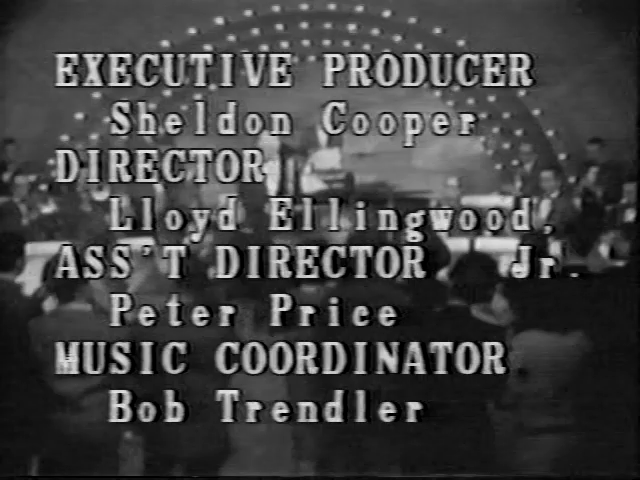 EXECUTIVE PRODUCER
Sheldon Cooper
DIRECTOR
Lloyd Ellingwood,
ASS'T DIRECTOR Jr.
Peter Price
MUSIC COORDINATOR
Bob Trendler